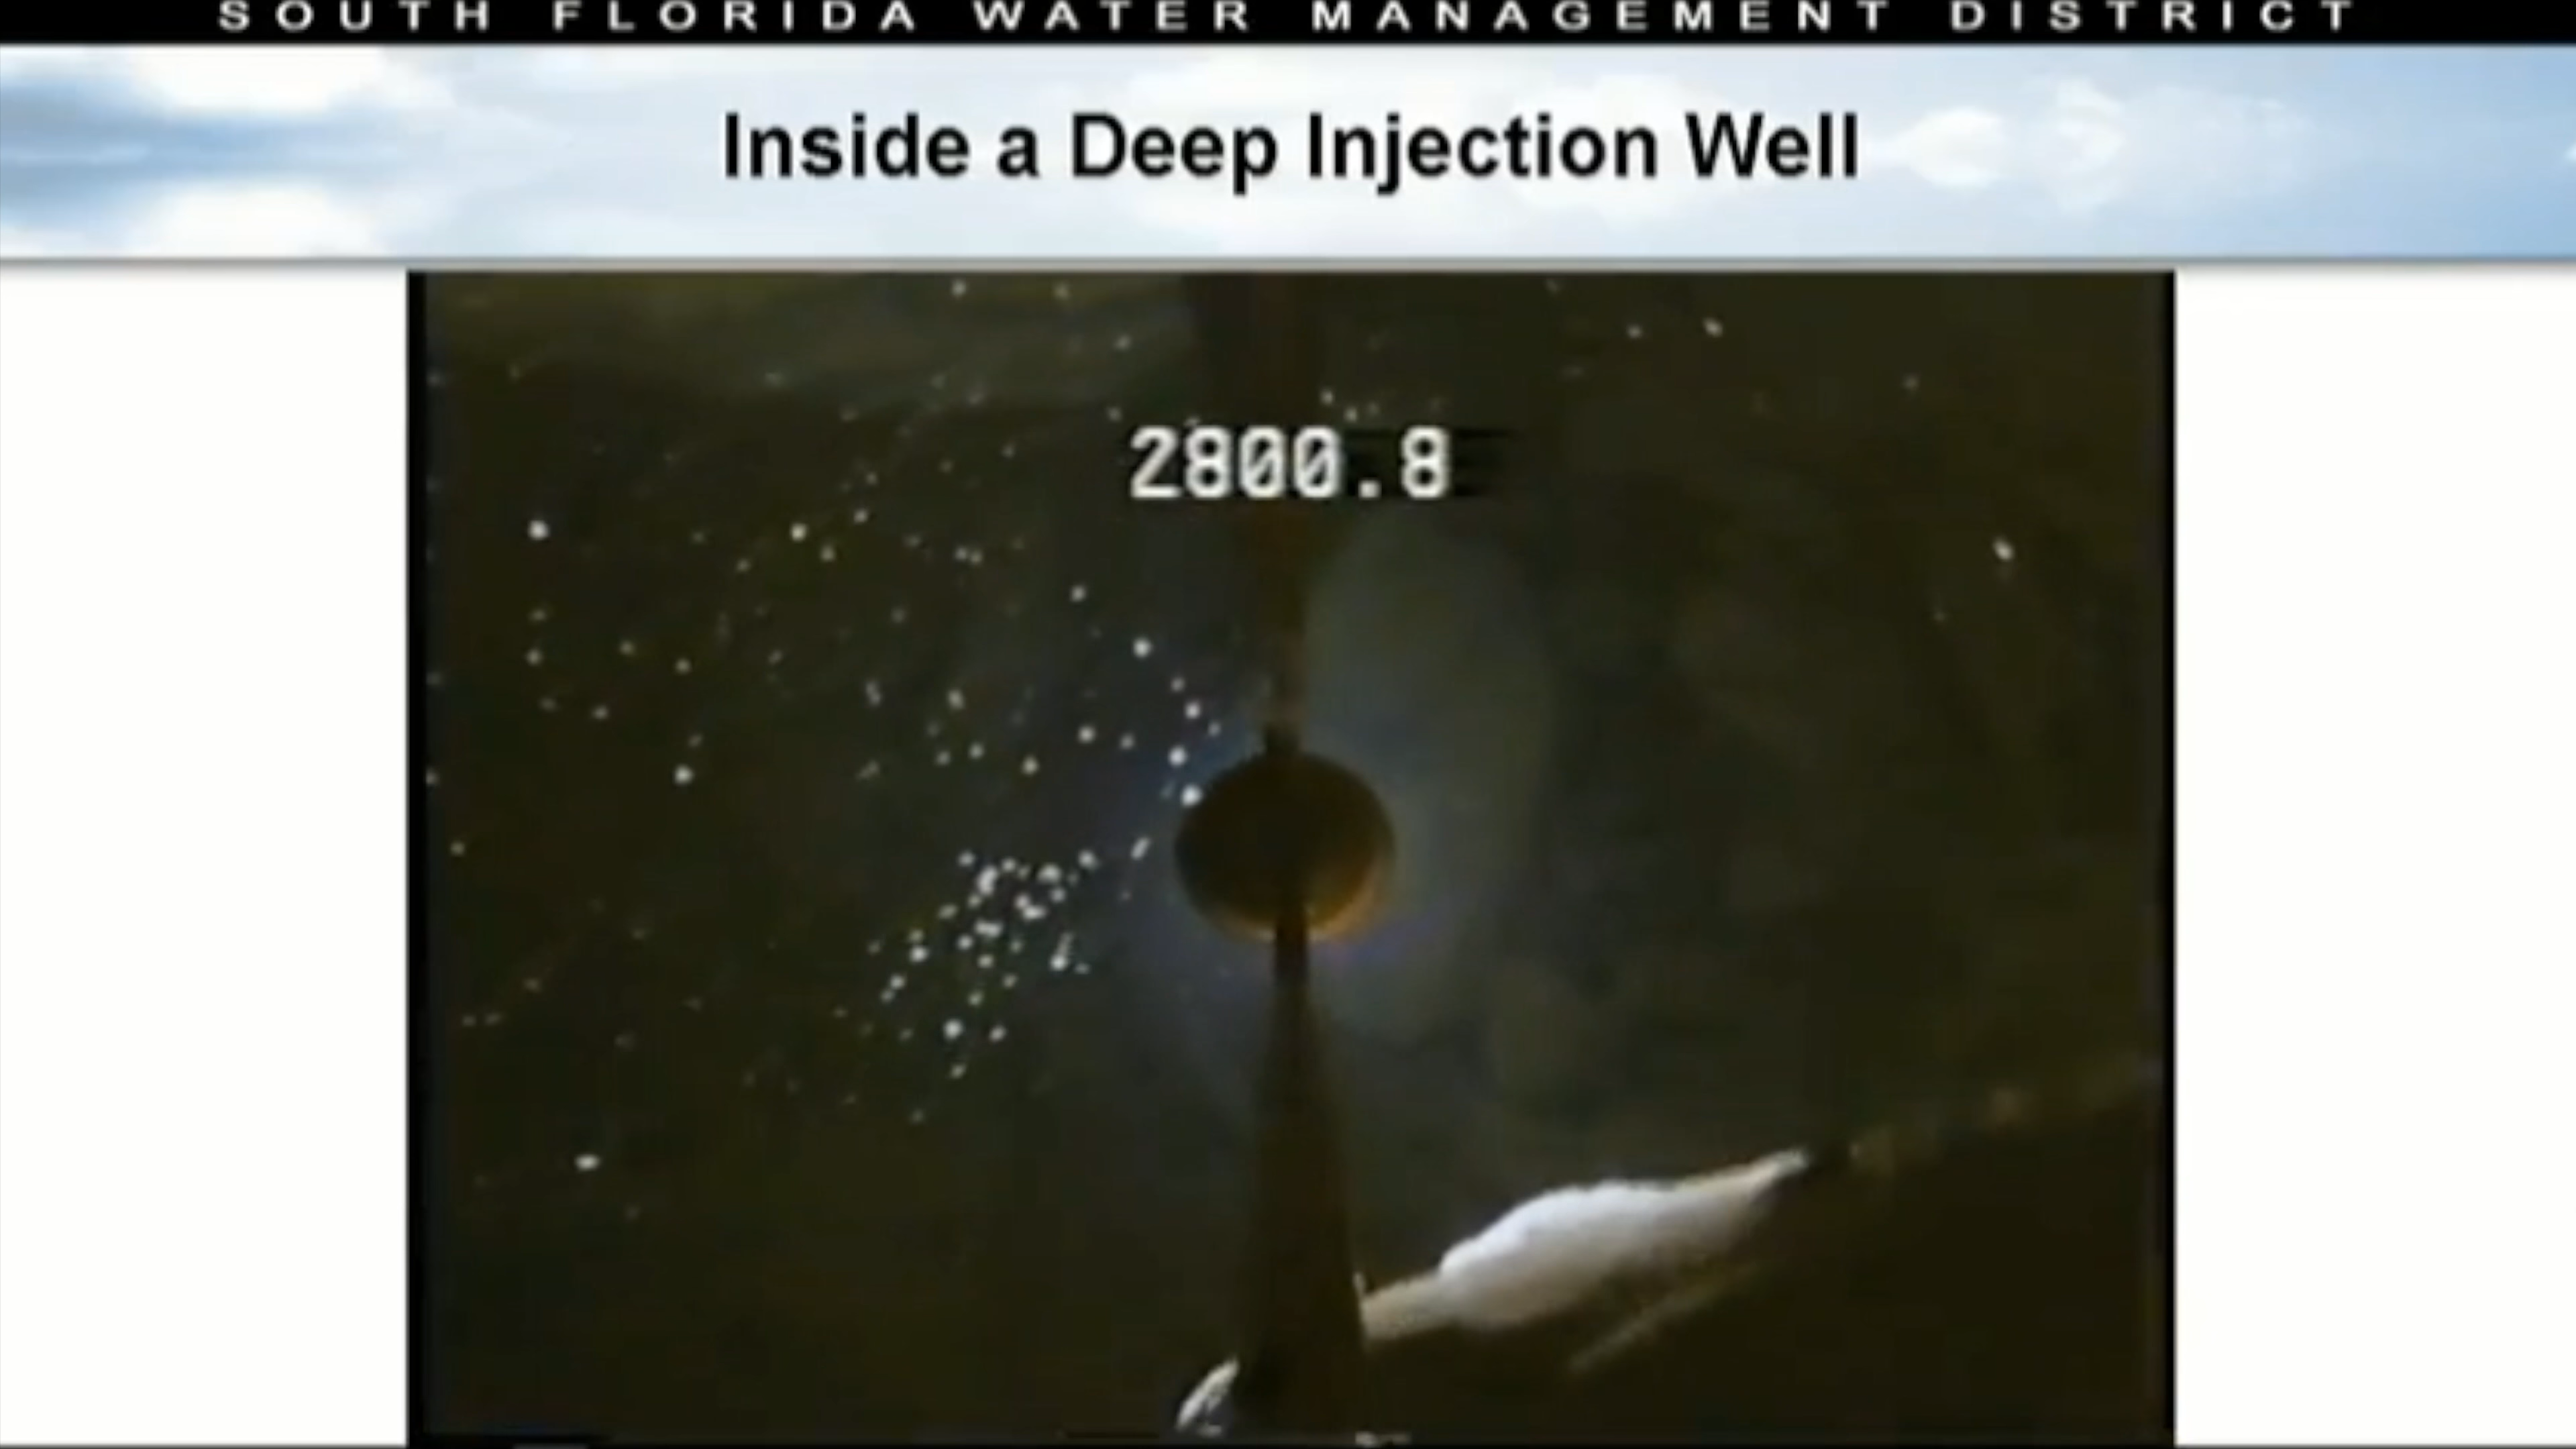 SOUTH FLORIDA WATER MANAGEMENT DISTRICT
Inside a Deep Injection Well
2800.8